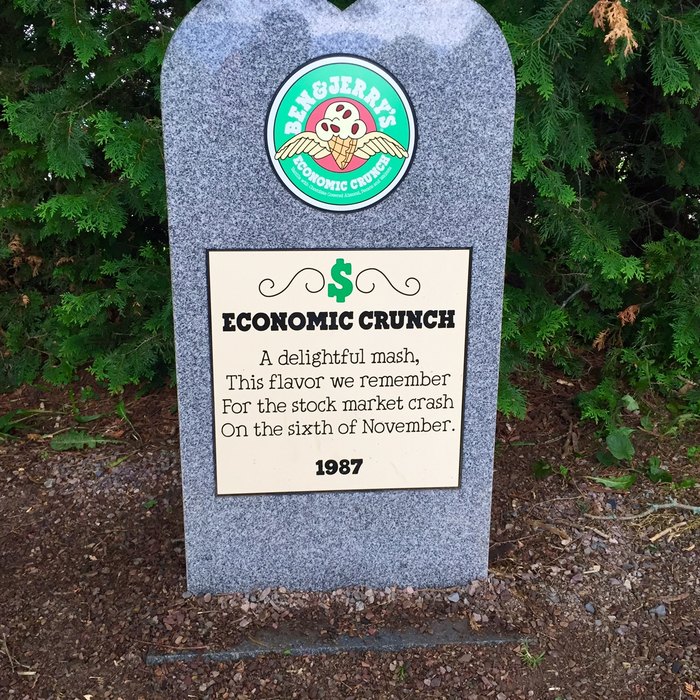 BEN & JERRY'S
ECONOMIC CRUNCH
$
ECONOMIC CRUNCH
A delightful mash,
This flavor we remember
For the stock market crash
On the sixth of November.
1987